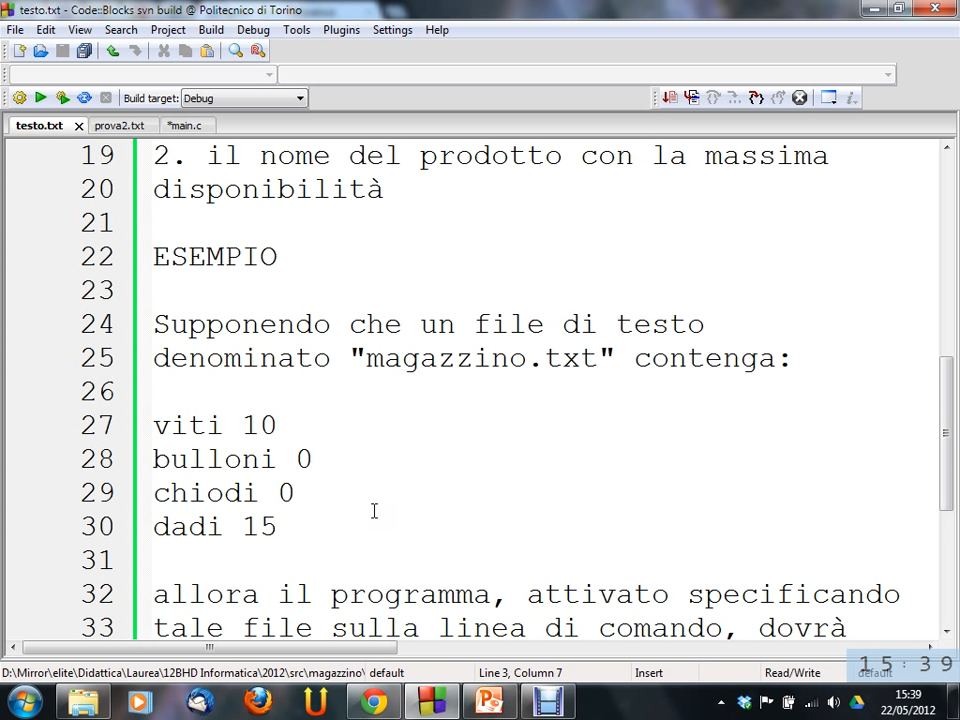 testo.txt - Code::Blocks svn build @ Politecnico di Torino
File Edit View Search Project Build Debug Tools Plugins Settings Help
Build target: Debug
testo.txt prova2.txt *main.c
19 2. il nome del prodotto con la massima
20 disponibilità
21
22 ESEMPIO
23
24 Supponendo che un file di testo
25 denominato "magazzino.txt" contenga:
26
27 viti 10
28 bulloni 0
29 chiodi 0
30 dadi 15
31
32 allora il programma, attivato specificando
33 tale file sulla linea di comando, dovrà
D:\Mirror\elite\Didattica\Laurea\12BHD Informatica\2012\src\magazzino\ default Line 3, Column 7 Insert Read/Write default
15:39
15:39
22/05/2012